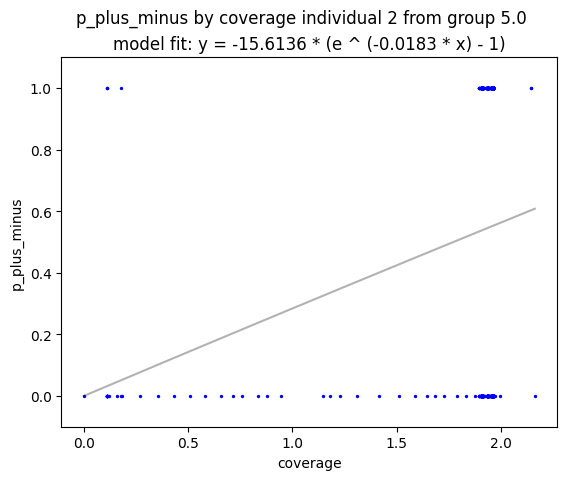 p_plus_minus by coverage individual 2 from group 5.0
model fit: y = -15.6136 * (e ^ (-0.0183 * x) - 1)
1.0
0.8
0.6
0.4
0.2
0.0
p_plus_minus
0.0 0.5 1.0 1.5 2.0
coverage